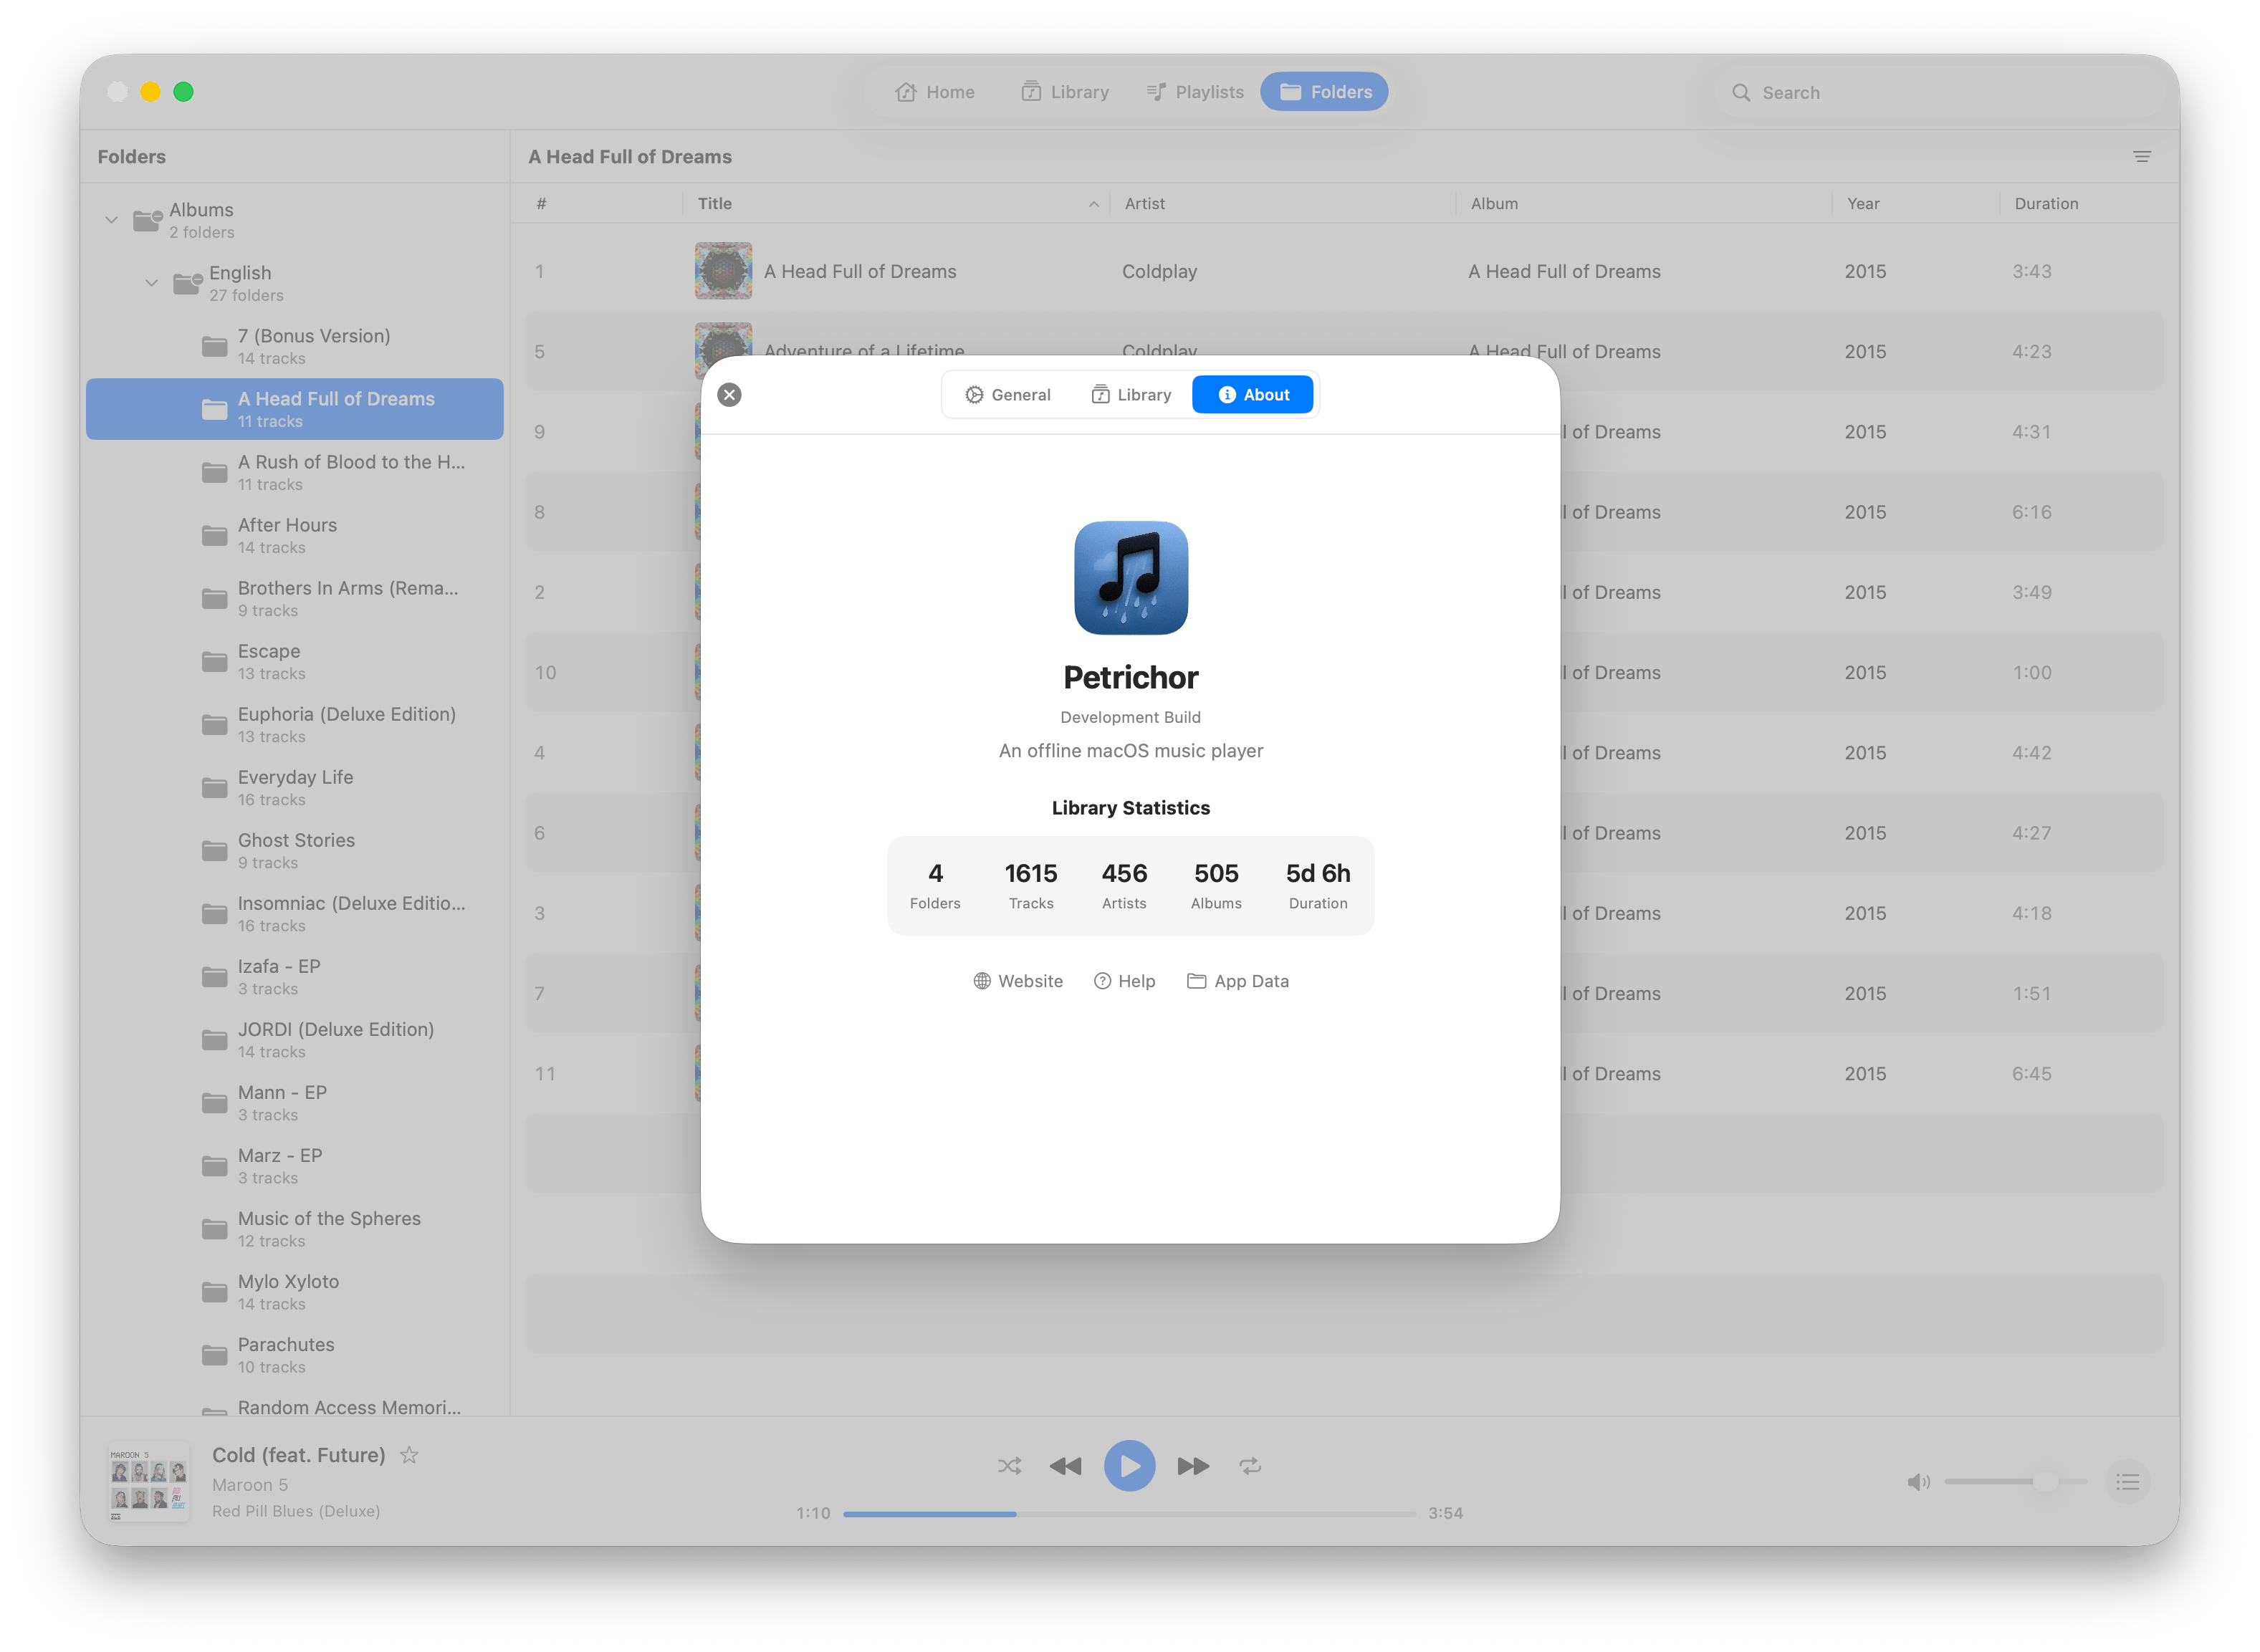 Home
Library
Playlists
Folders
Search
Folders
Albums
2 folders
English
27 folders
7 (Bonus Version)
14 tracks
A Head Full of Dreams
11 tracks
A Rush of Blood to the H...
11 tracks
After Hours
14 tracks
Brothers In Arms (Rema...
9 tracks
Escape
13 tracks
Euphoria (Deluxe Edition)
13 tracks
Everyday Life
16 tracks
Ghost Stories
9 tracks
Insomniac (Deluxe Editio...
16 tracks
Izafa - EP
3 tracks
JORDI (Deluxe Edition)
14 tracks
Mann - EP
3 tracks
Marz - EP
3 tracks
Music of the Spheres
12 tracks
Mylo Xyloto
14 tracks
Parachutes
10 tracks
Random Access Memori...
A Head Full of Dreams
# Title Artist Album Year Duration
1 A Head Full of Dreams Coldplay A Head Full of Dreams 2015 3:43
5 Adventure of a Lifetime Coldplay A Head Full of Dreams 2015 4:23
9 l of Dreams 2015 4:31
8 l of Dreams 2015 6:16
2 l of Dreams 2015 3:49
10 l of Dreams 2015 1:00
4 l of Dreams 2015 4:42
6 l of Dreams 2015 4:27
3 l of Dreams 2015 4:18
7 l of Dreams 2015 1:51
11 l of Dreams 2015 6:45
General
Library
About
Petrichor
Development Build
An offline macOS music player
Library Statistics
4 1615 456 505 5d 6h
Folders Tracks Artists Albums Duration
Website
Help
App Data
MAROON 5
Cold (feat. Future)
Maroon 5
Red Pill Blues (Deluxe)
1:10
3:54